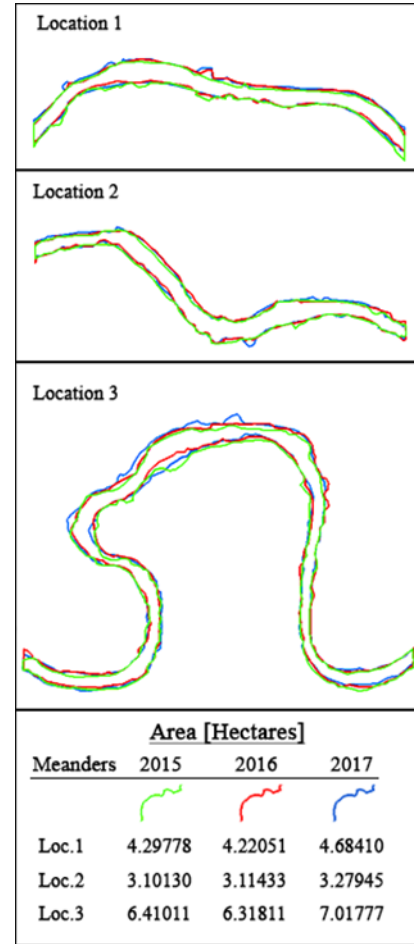 Location 1
Location 2
Location 3
Area [Hectares]
Meanders 2015 2016 2017
Loc.1 4.29778 4.22051 4.68410
Loc.2 3.10130 3.11433 3.27945
Loc.3 6.41011 6.31811 7.01777